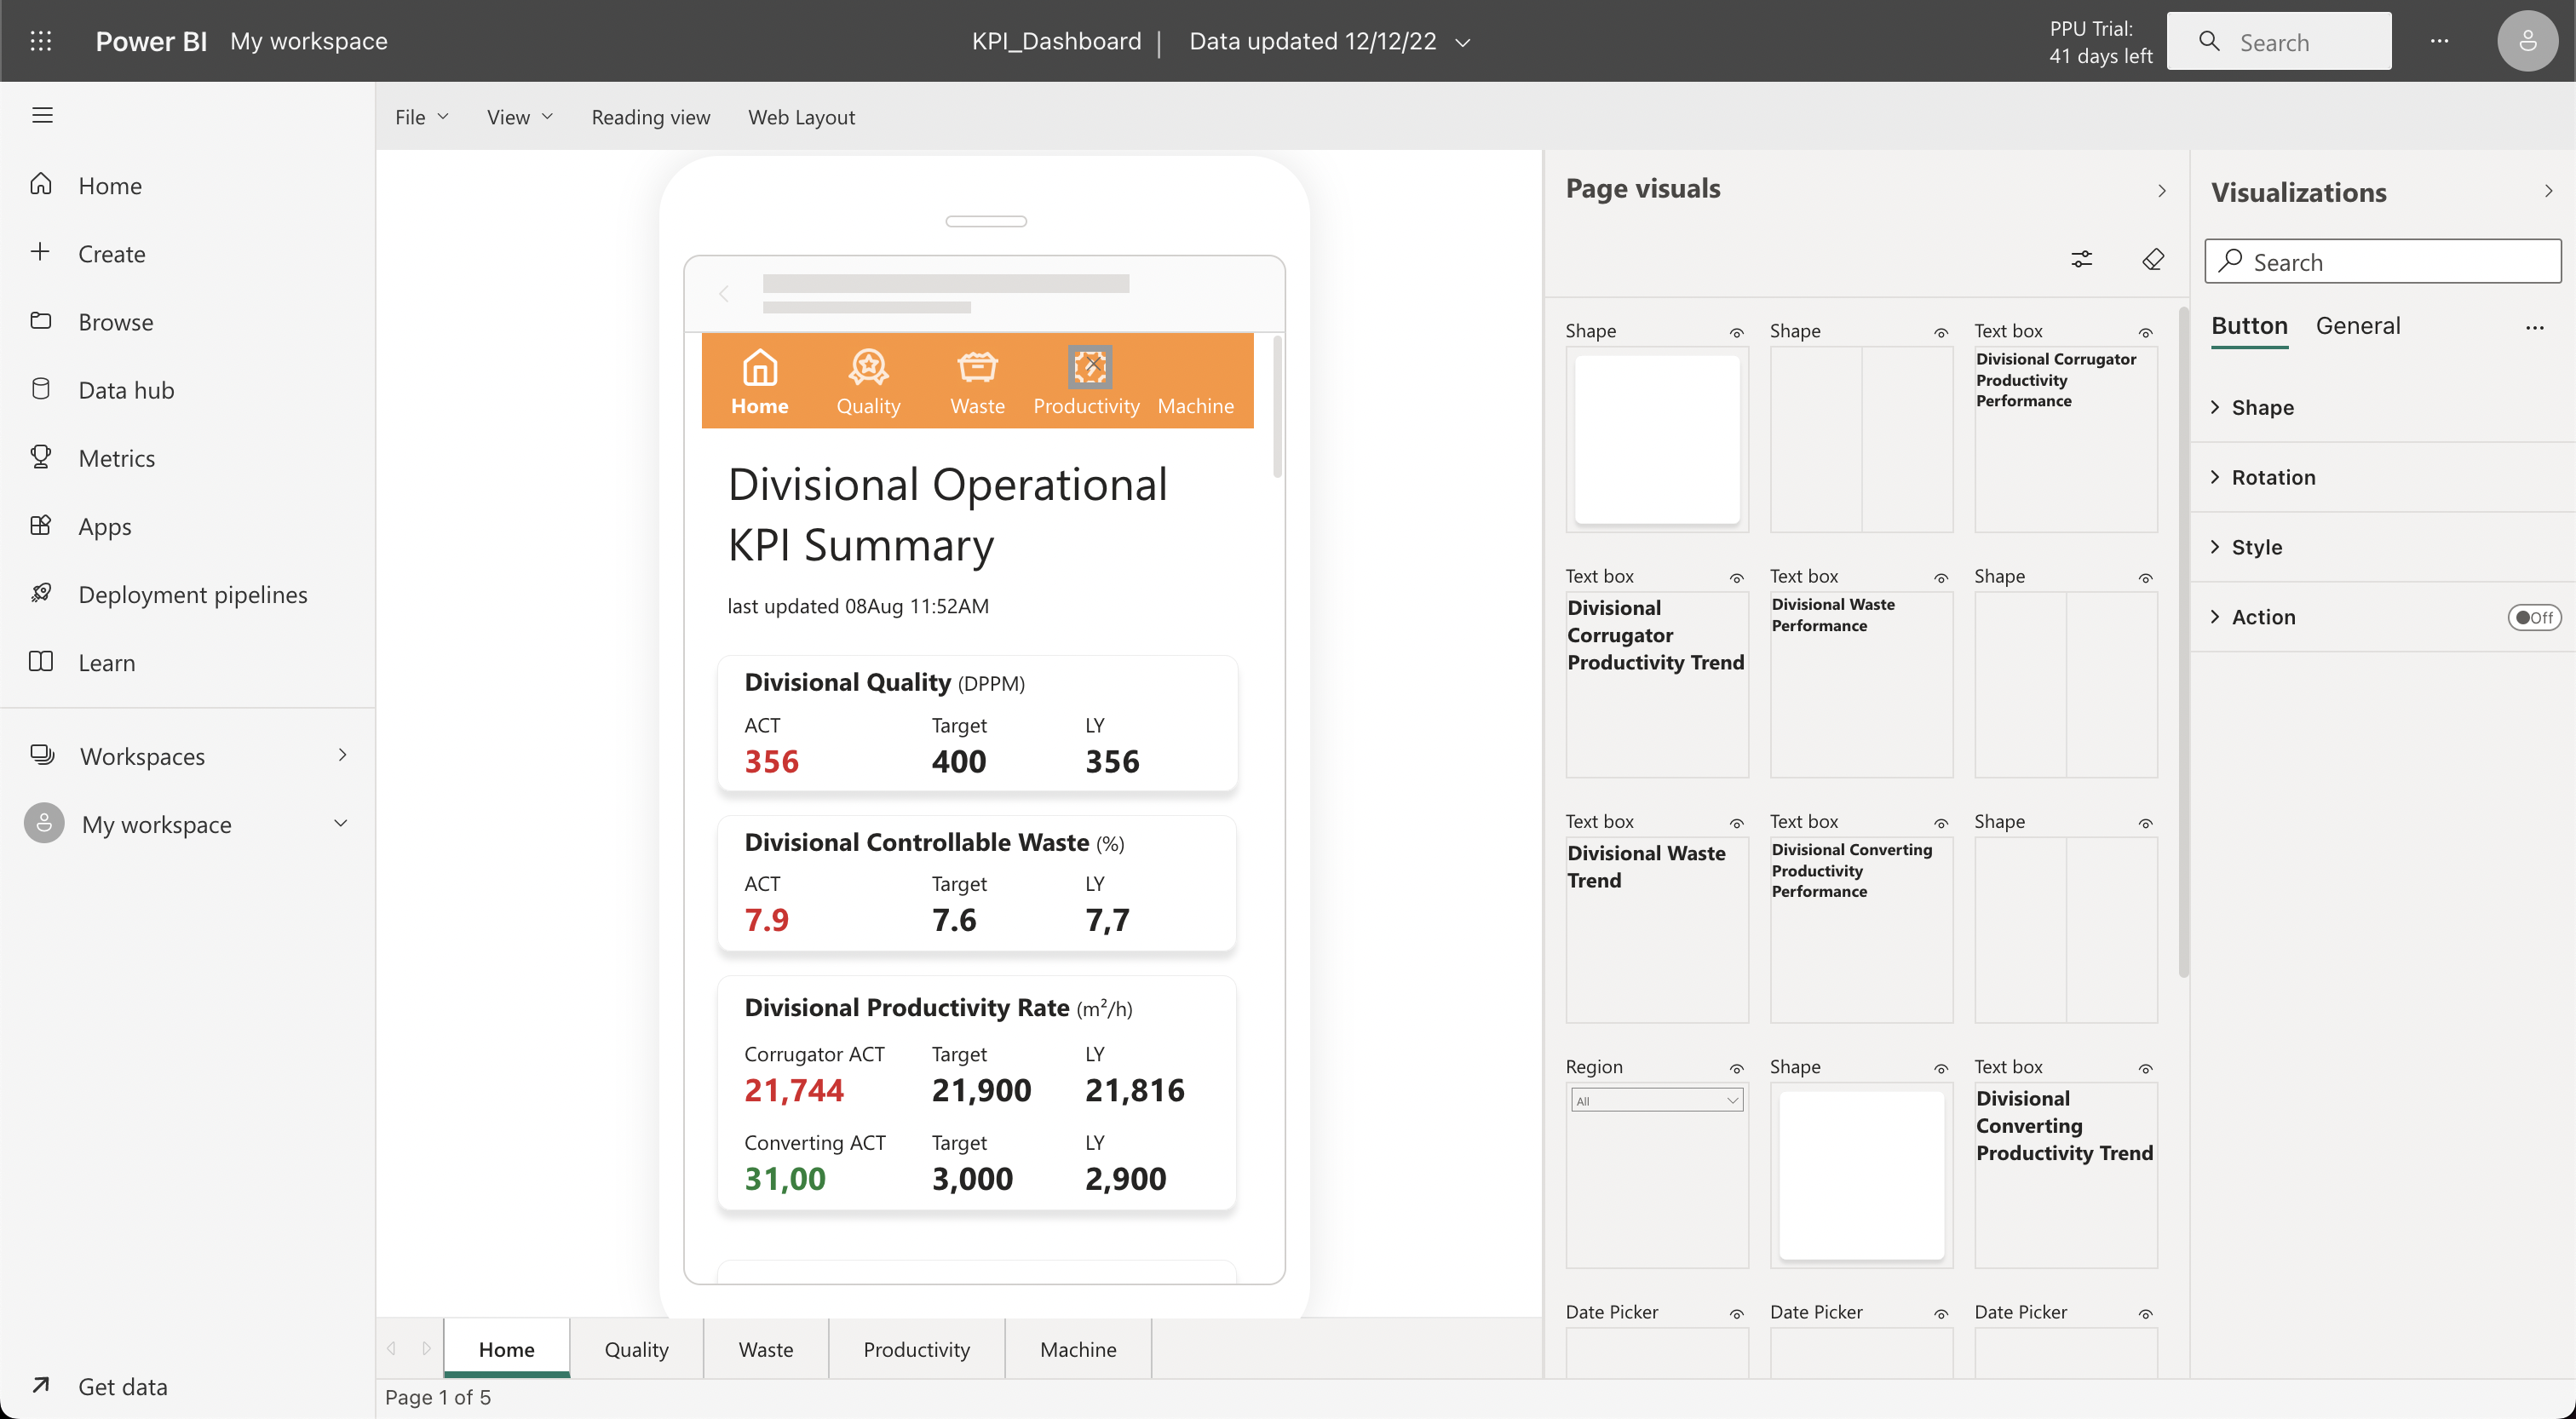 Power BI My workspace
KPI_Dashboard | Data updated 12/12/22
PPU Trial:
41 days left
Search
Home
Create
Browse
Data hub
Metrics
Apps
Deployment pipelines
Learn
Workspaces
My workspace
Get data
File View Reading view Web Layout
Home Quality Waste Productivity Machine
Divisional Operational
KPI Summary
last updated 08Aug 11:52AM
Divisional Quality (DPPM)
ACT Target LY
356 400 356
Divisional Controllable Waste (%)
ACT Target LY
7.9 7.6 7,7
Divisional Productivity Rate (m²/h)
Corrugator ACT Target LY
21,744 21,900 21,816
Converting ACT Target LY
31,00 3,000 2,900
Home Quality Waste Productivity Machine
Page 1 of 5
Page visuals
Shape Shape Text box
Divisional Corrugator
Productivity
Performance
Text box Text box Shape
Divisional
Corrugator
Productivity Trend
Divisional Waste
Performance
Text box Text box Shape
Divisional Waste
Trend
Divisional Converting
Productivity
Performance
Region Shape Text box
All
Divisional
Converting
Productivity Trend
Date Picker Date Picker Date Picker
Visualizations
Search
Button General
Shape
Rotation
Style
Action Off